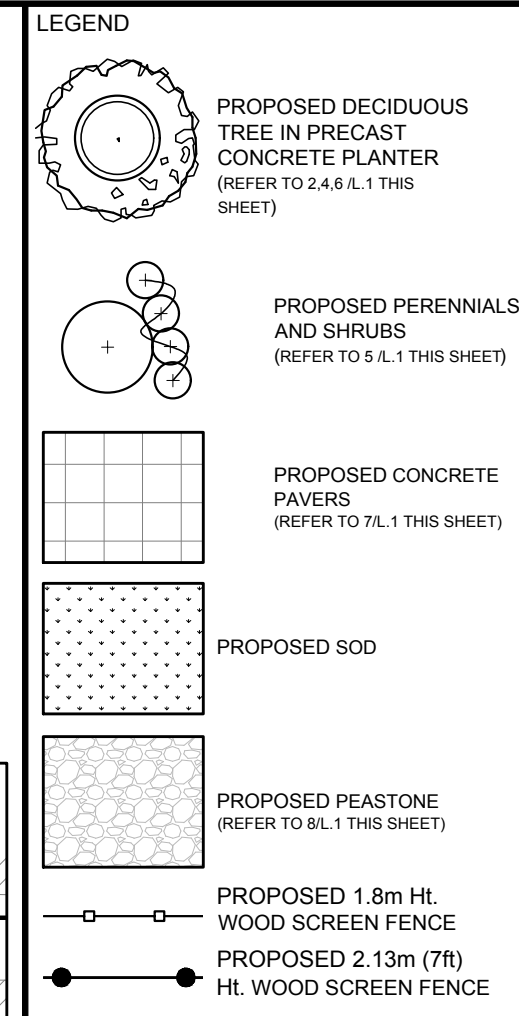 LEGEND
PROPOSED DECIDUOUS
TREE IN PRECAST
CONCRETE PLANTER
(REFER TO 2,4,6 /L.1 THIS
SHEET)
PROPOSED PERENNIALS
AND SHRUBS
(REFER TO 5 /L.1 THIS SHEET)
PROPOSED CONCRETE
PAVERS
(REFER TO 7/L.1 THIS SHEET)
PROPOSED SOD
PROPOSED PEASTONE
(REFER TO 8/L.1 THIS SHEET)
PROPOSED 1.8m Ht.
WOOD SCREEN FENCE
PROPOSED 2.13m (7ft)
Ht. WOOD SCREEN FENCE